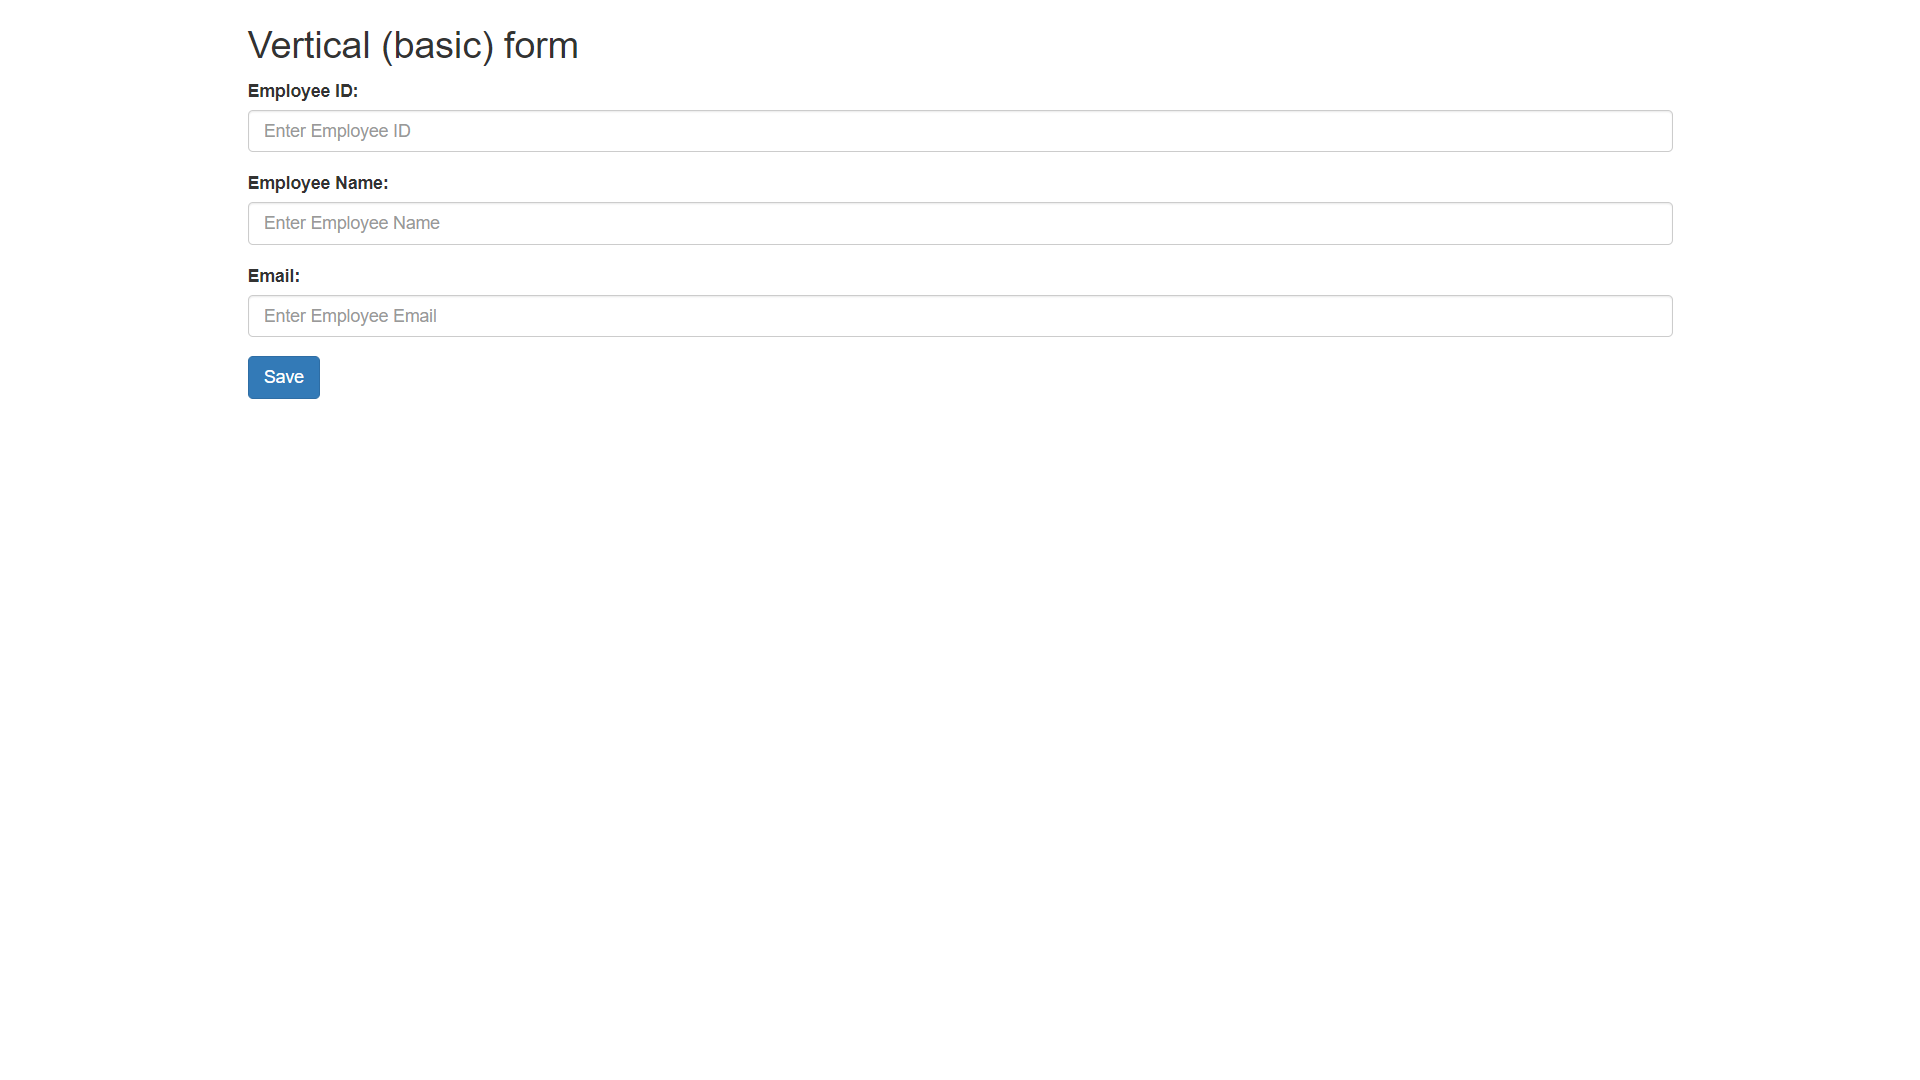 Vertical (basic) form
Employee ID:
Enter Employee ID
Employee Name:
Enter Employee Name
Email:
Enter Employee Email
Save